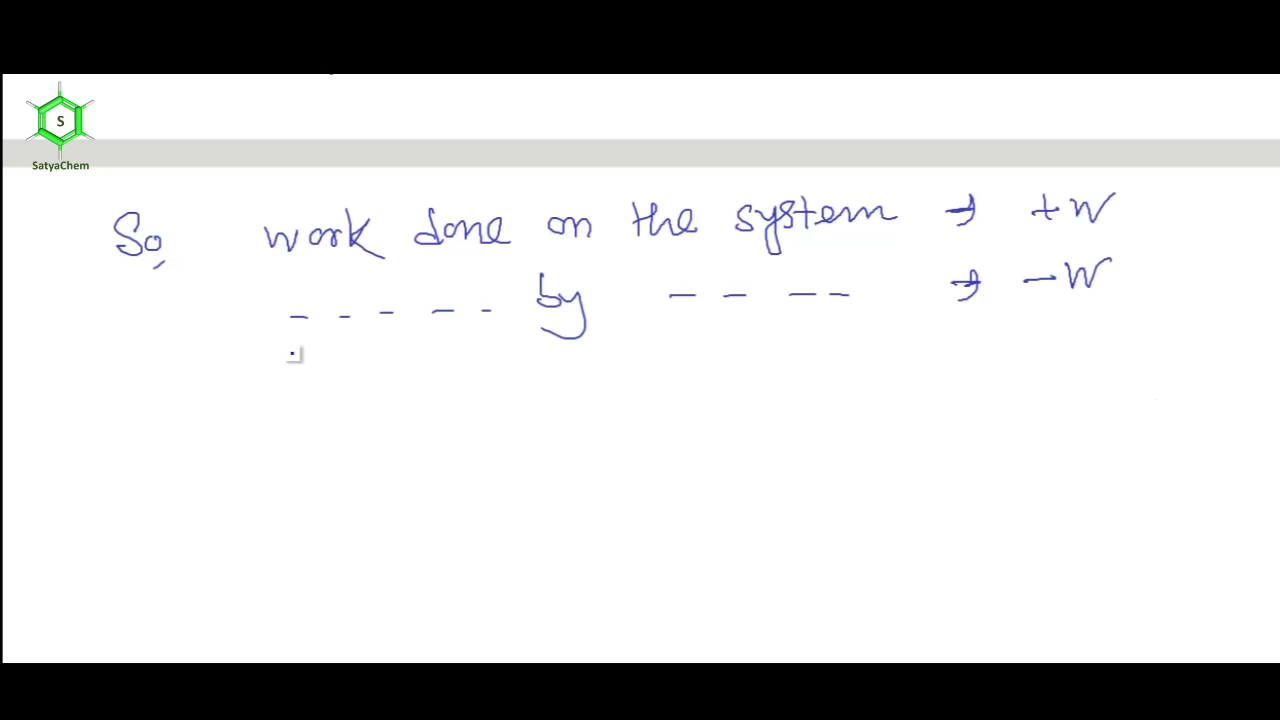 S
SatyaChem
So, work done on the system → +W
- - - - - by - - - - → -W